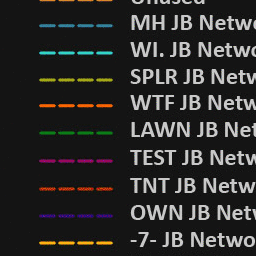 Unused
MH JB Netwo
WI. JB Netwo
SPLR JB Netw
WTF JB Netw
LAWN JB Net
TEST JB Netw
TNT JB Netw
OWN JB Netw
-7- JB Netwo